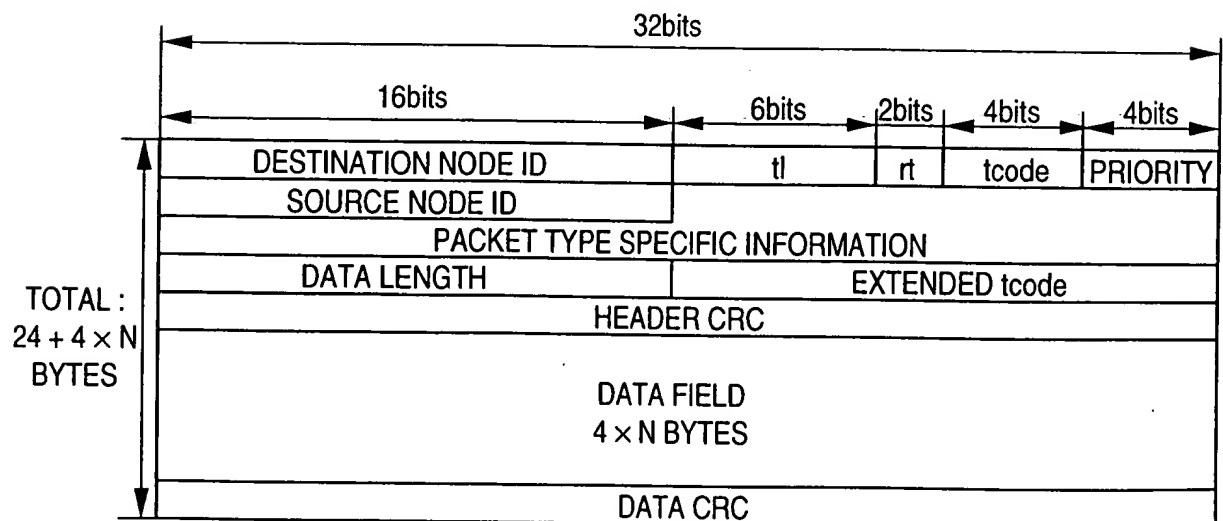 32bits
16bits 6bits 2bits 4bits 4bits
DESTINATION NODE ID tl rt tcode PRIORITY
SOURCE NODE ID
PACKET TYPE SPECIFIC INFORMATION
DATA LENGTH EXTENDED tcode
HEADER CRC
TOTAL :
24 + 4 × N
BYTES
DATA FIELD
4 × N BYTES
DATA CRC